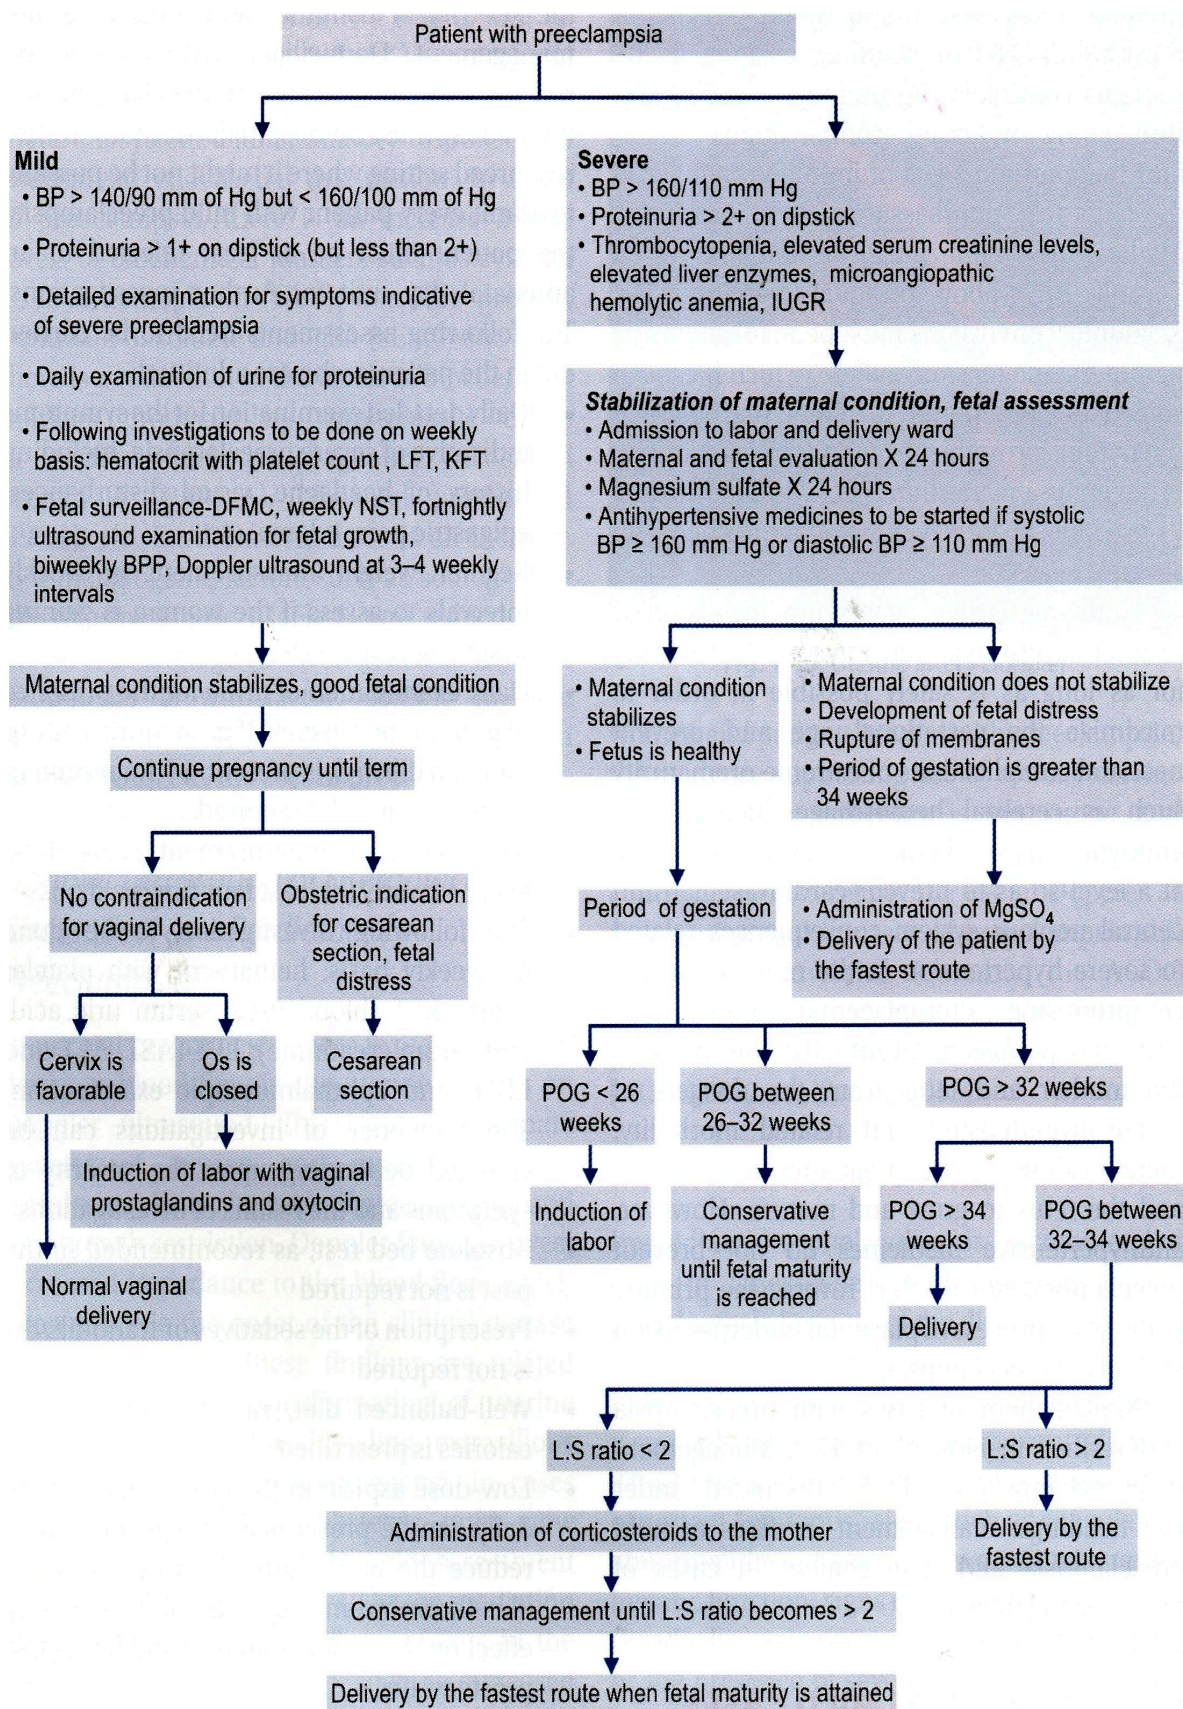 Patient with preeclampsia
Mild
• BP > 140/90 mm of Hg but < 160/100 mm of Hg
• Proteinuria > 1+ on dipstick (but less than 2+)
• Detailed examination for symptoms indicative
of severe preeclampsia
• Daily examination of urine for proteinuria
• Following investigations to be done on weekly
basis: hematocrit with platelet count , LFT, KFT
• Fetal surveillance-DFMC, weekly NST, fortnightly
ultrasound examination for fetal growth,
biweekly BPP, Doppler ultrasound at 3–4 weekly
intervals
Severe
• BP > 160/110 mm Hg
• Proteinuria > 2+ on dipstick
• Thrombocytopenia, elevated serum creatinine levels,
elevated liver enzymes, microangiopathic
hemolytic anemia, IUGR
Stabilization of maternal condition, fetal assessment
• Admission to labor and delivery ward
• Maternal and fetal evaluation X 24 hours
• Magnesium sulfate X 24 hours
• Antihypertensive medicines to be started if systolic
BP ≥ 160 mm Hg or diastolic BP ≥ 110 mm Hg
Maternal condition stabilizes, good fetal condition
Continue pregnancy until term
No contraindication
for vaginal delivery
Obstetric indication
for cesarean
section, fetal
distress
Cervix is
favorable
Os is
closed
Cesarean
section
Induction of labor with vaginal
prostaglandins and oxytocin
Normal vaginal
delivery
• Maternal condition
stabilizes
• Fetus is healthy
• Maternal condition does not stabilize
• Development of fetal distress
• Rupture of membranes
• Period of gestation is greater than
34 weeks
Period of gestation
• Administration of MgSO₄
• Delivery of the patient by
the fastest route
POG < 26
weeks
POG between
26–32 weeks
POG > 32 weeks
Induction of
labor
Conservative
management
until fetal maturity
is reached
POG > 34
weeks
POG between
32–34 weeks
Delivery
L:S ratio < 2
L:S ratio > 2
Administration of corticosteroids to the mother
Delivery by the
fastest route
Conservative management until L:S ratio becomes > 2
Delivery by the fastest route when fetal maturity is attained